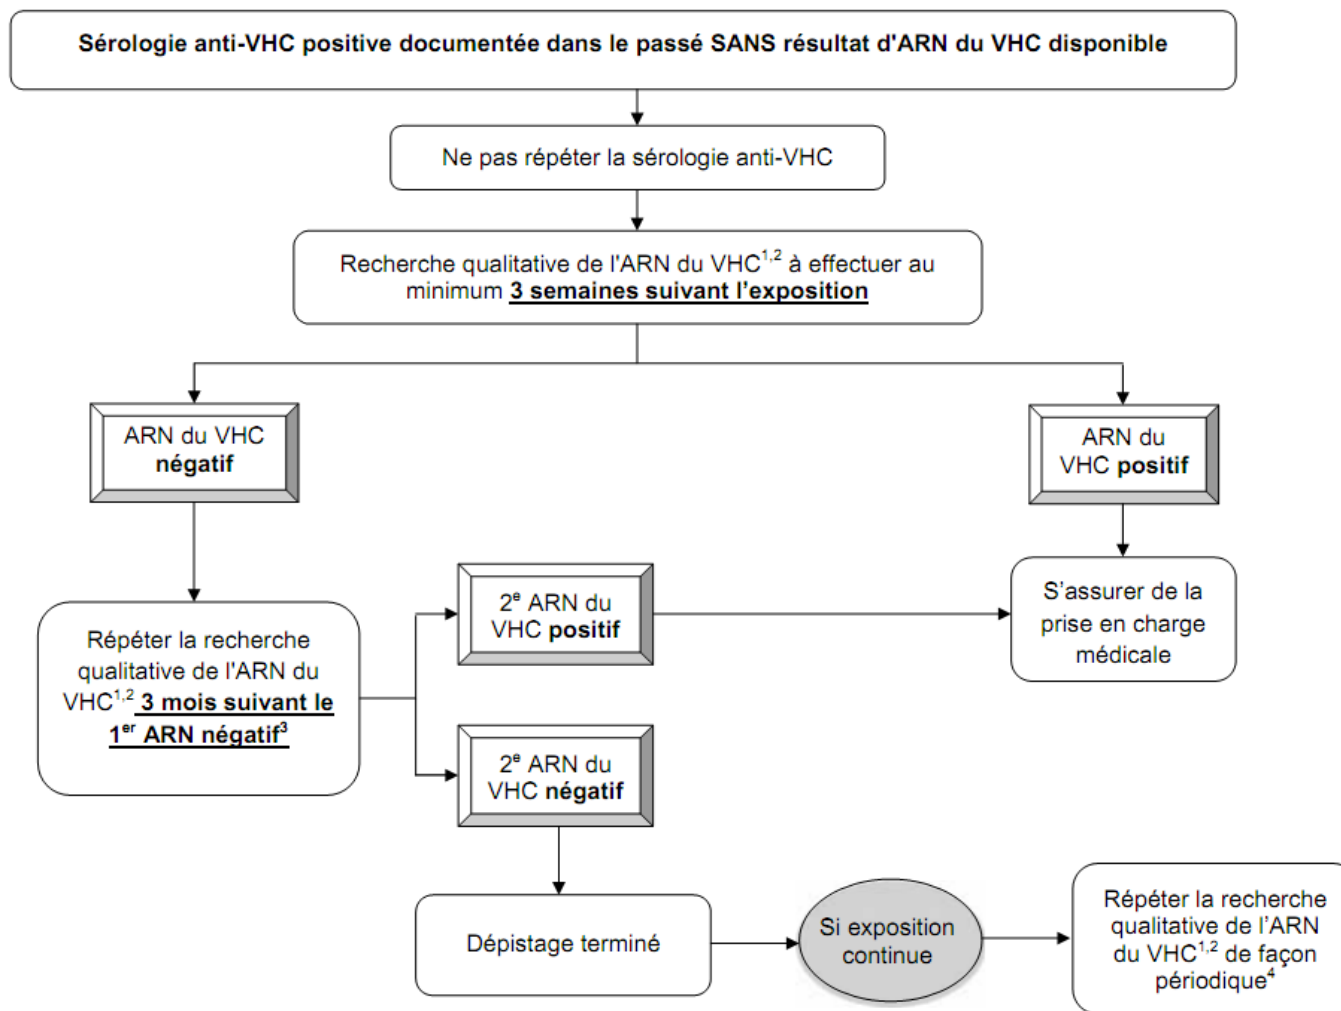 Sérologie anti-VHC positive documentée dans le passé SANS résultat d'ARN du VHC disponible
Ne pas répéter la sérologie anti-VHC
Recherche qualitative de l'ARN du VHC1,2 à effectuer au
minimum 3 semaines suivant l'exposition
ARN du VHC
négatif
ARN du
VHC positif
Répéter la recherche
qualitative de l'ARN du
VHC1,2 3 mois suivant le
1er ARN négatif3
2e ARN du
VHC positif
S'assurer de la
prise en charge
médicale
2e ARN du
VHC négatif
Dépistage terminé
Si exposition
continue
Répéter la recherche
qualitative de l'ARN
du VHC1,2 de façon
périodique4